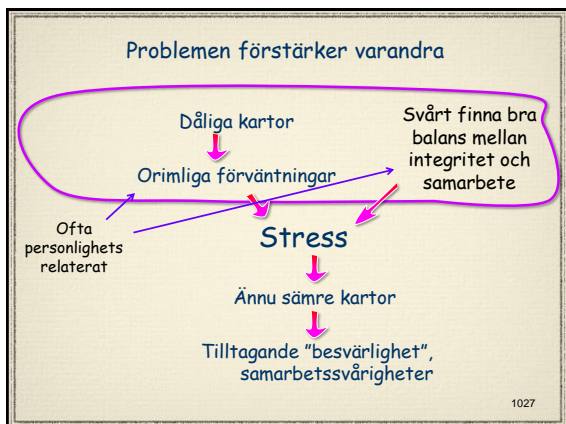 Problemen förstärker varandra
Dåliga kartor
Orimliga förväntningar
Svårt finna bra
balans mellan
integritet och
samarbete
Ofta
personlighets
relaterat
Stress
Ännu sämre kartor
Tilltagande ”besvärlighet”,
samarbetssvårigheter
1027